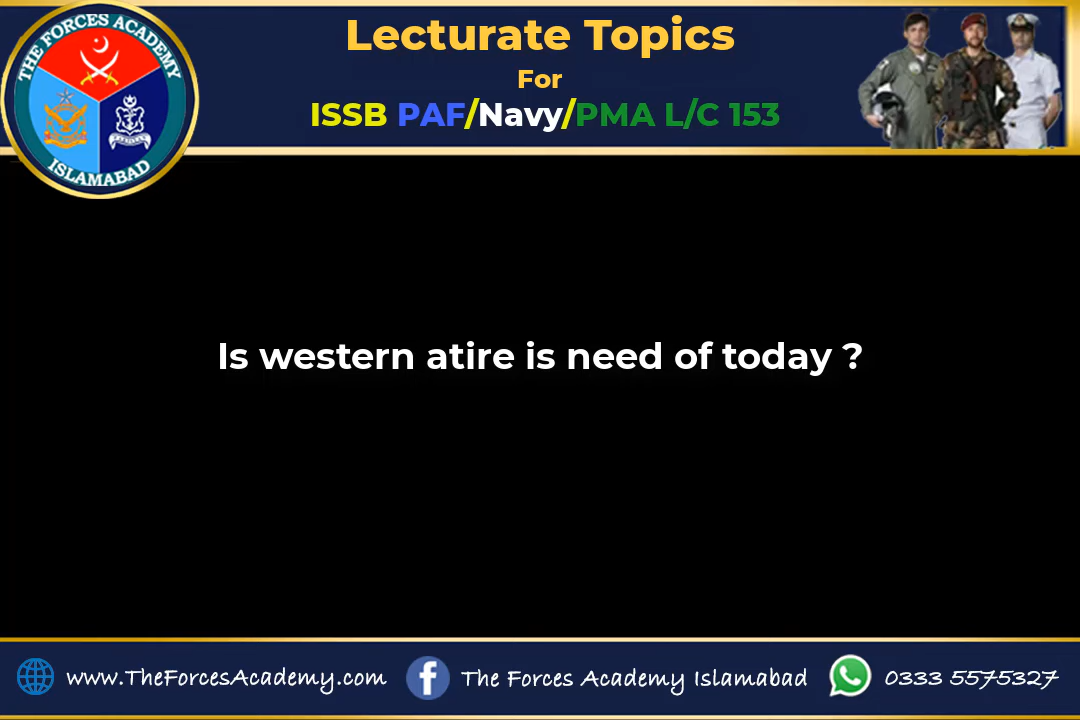 THE FORCES ACADEMY
ISLAMABAD
Lecturate Topics
For
ISSB PAF/Navy/PMA L/C 153
Is western atire is need of today ?
www.TheForcesAcademy.com
The Forces Academy Islamabad
0333 5575327